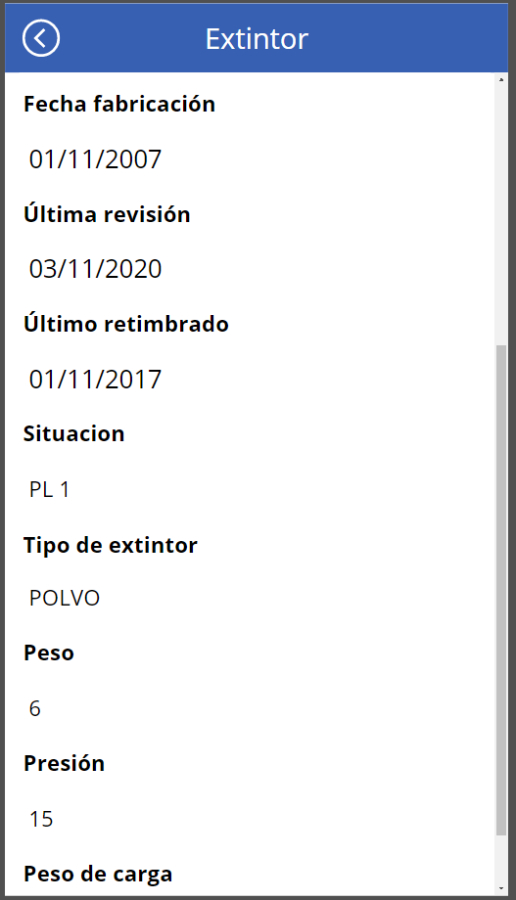 Extintor
Fecha fabricación
01/11/2007
Última revisión
03/11/2020
Último retimbrado
01/11/2017
Situacion
PL 1
Tipo de extintor
POLVO
Peso
6
Presión
15
Peso de carga